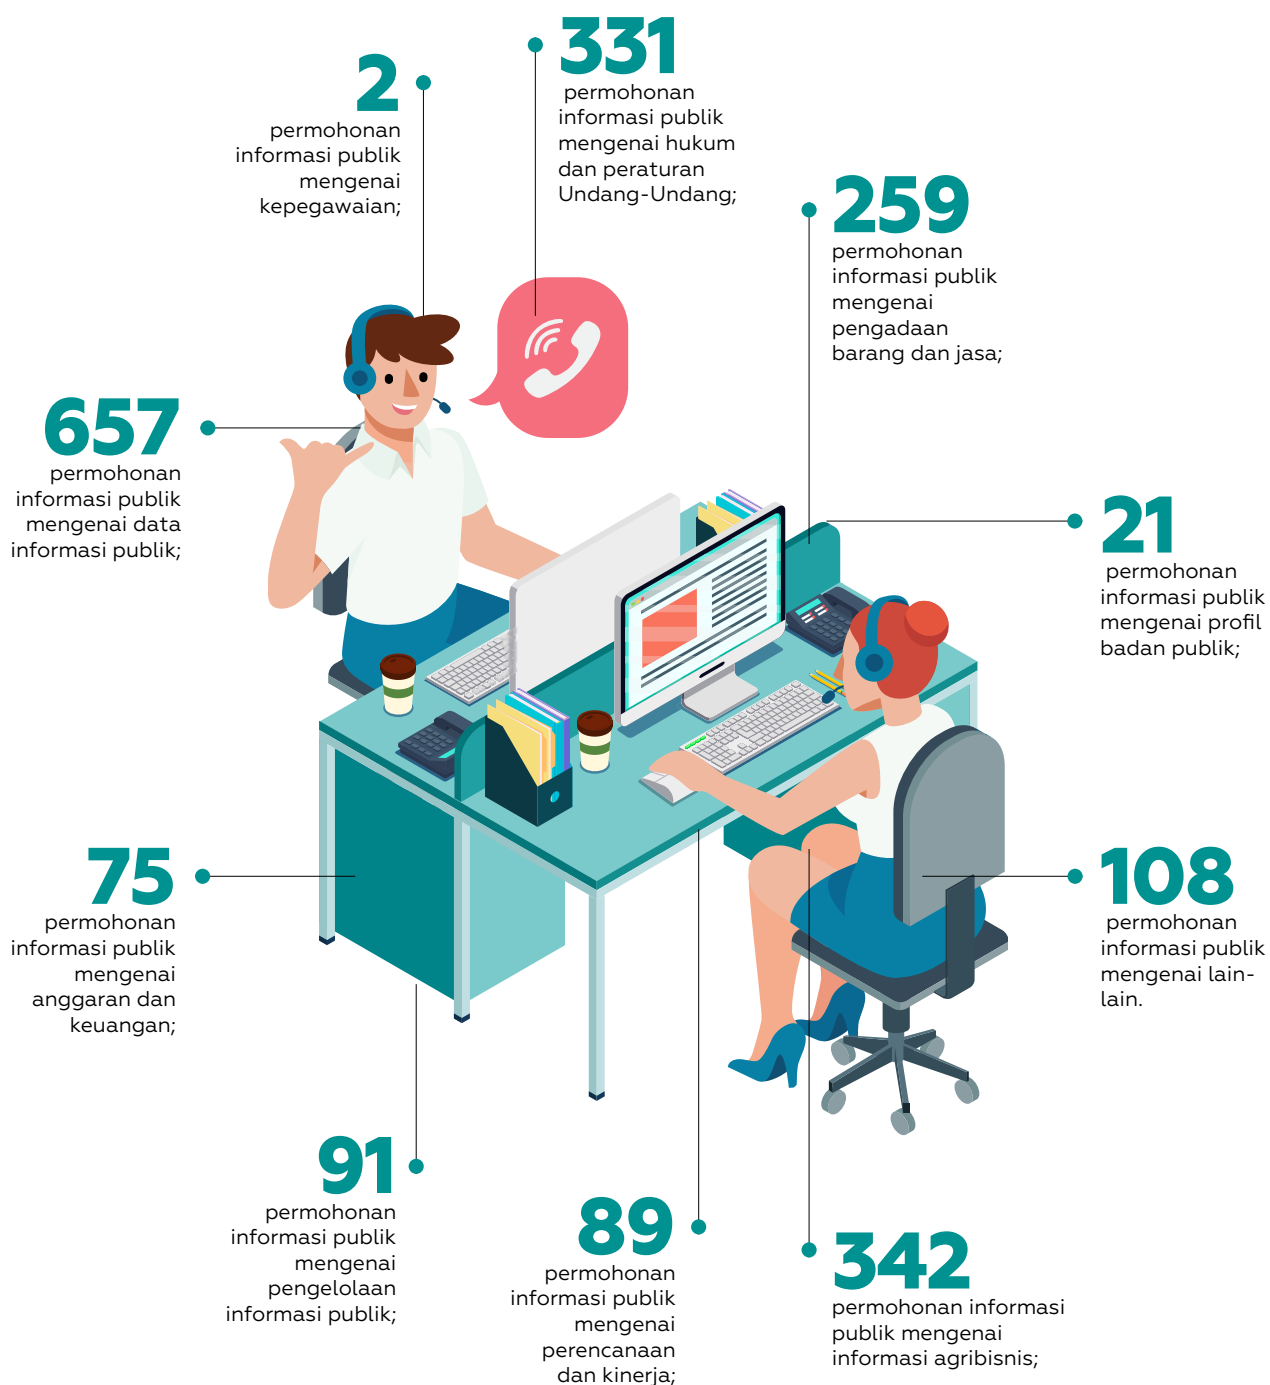 2
permohonan
informasi publik
mengenai
kepegawaian;
331
permohonan
informasi publik
mengenai hukum
dan peraturan
Undang-Undang;
259
permohonan
informasi publik
mengenai
pengadaan
barang dan jasa;
657
permohonan
informasi publik
mengenai data
informasi publik;
21
permohonan
informasi publik
mengenai profil
badan publik;
75
permohonan
informasi publik
mengenai
anggaran dan
keuangan;
108
permohonan
informasi publik
mengenai lain-
lain.
91
permohonan
informasi publik
mengenai
pengelolaan
informasi publik;
89
permohonan
informasi publik
mengenai
perencanaan
dan kinerja;
342
permohonan informasi
publik mengenai
informasi agribisnis;